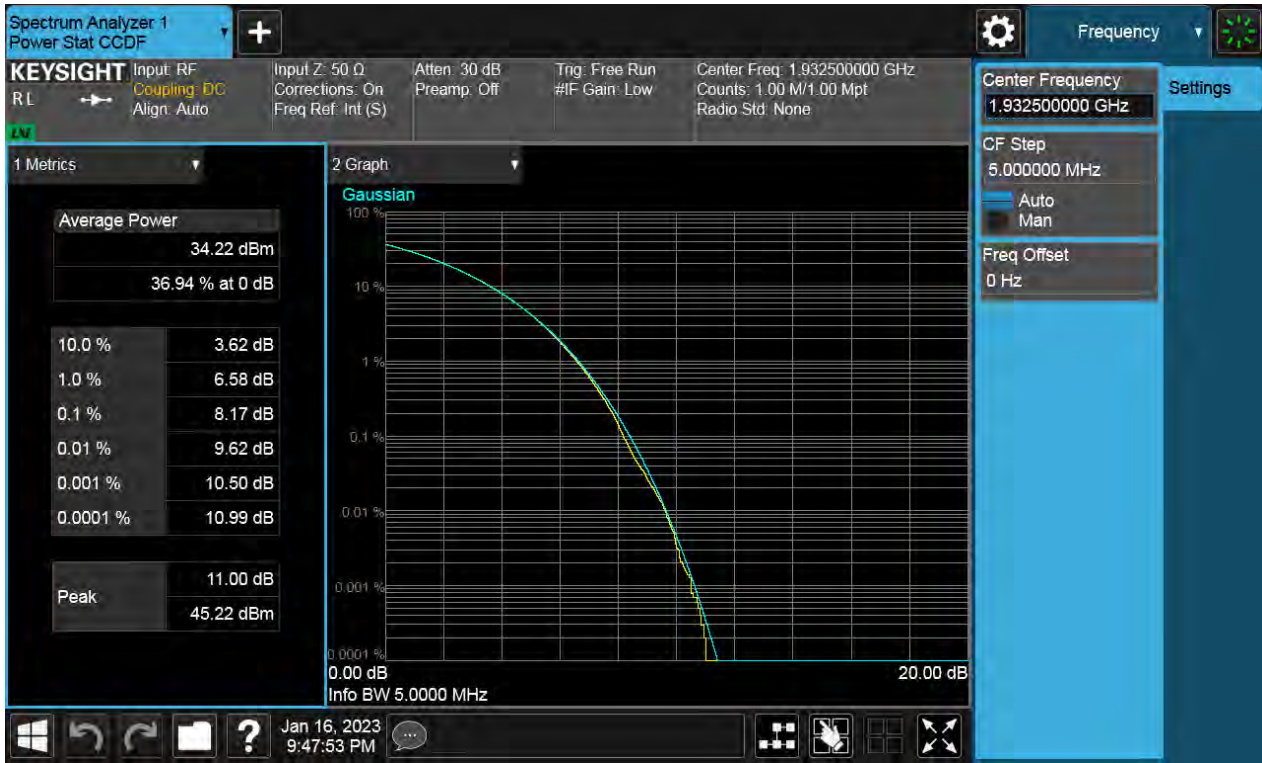 Spectrum Analyzer 1
Power Stat CCDF
Frequency
KEYSIGHT
R L
Input: RF
Coupling: DC
Align: Auto
Input Z: 50 Ω
Corrections: On
Freq Ref: Int (S)
Atten: 30 dB
Preamp: Off
Trig: Free Run
#IF Gain: Low
Center Freq: 1.932500000 GHz
Counts: 1.00 M/1.00 Mpt
Radio Std: None
1 Metrics
Average Power
34.22 dBm
36.94 % at 0 dB
10.0 % 3.62 dB
1.0 % 6.58 dB
0.1 % 8.17 dB
0.01 % 9.62 dB
0.001 % 10.50 dB
0.0001 % 10.99 dB
Peak
11.00 dB
45.22 dBm
2 Graph
Gaussian
100 %
10 %
1 %
0.1 %
0.01 %
0.001 %
0.0001 %
0.00 dB 20.00 dB
Info BW 5.0000 MHz
Center Frequency
1.932500000 GHz
CF Step
5.000000 MHz
Auto
Man
Freq Offset
0 Hz
Settings
?
Jan 16, 2023
9:47:53 PM